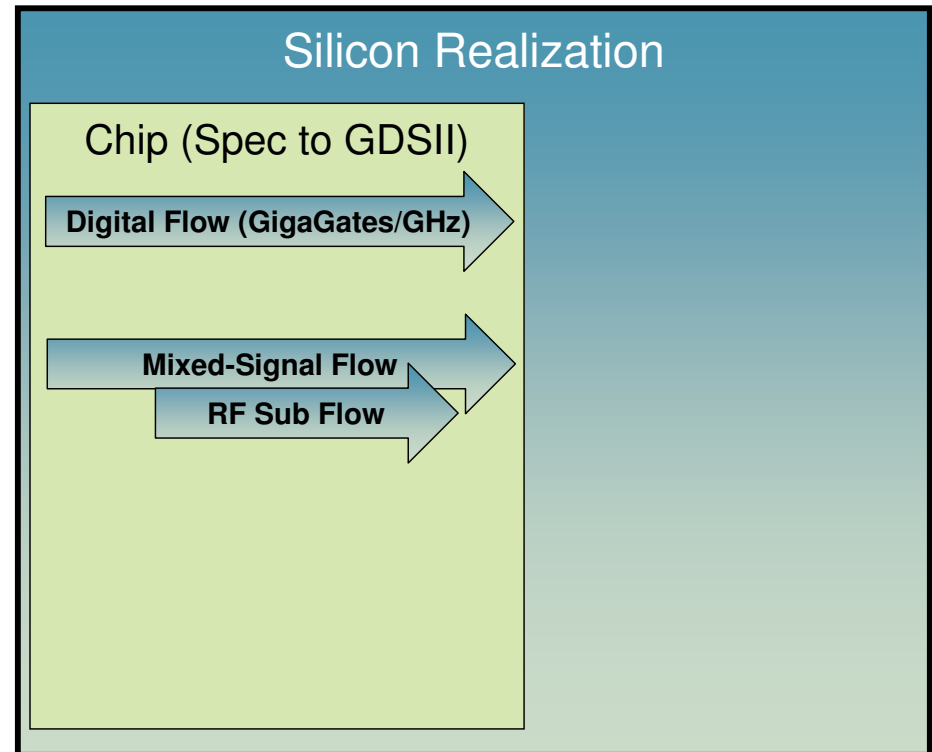 Silicon Realization
Chip (Spec to GDSII)
Digital Flow (GigaGates/GHz)
Mixed-Signal Flow
RF Sub Flow